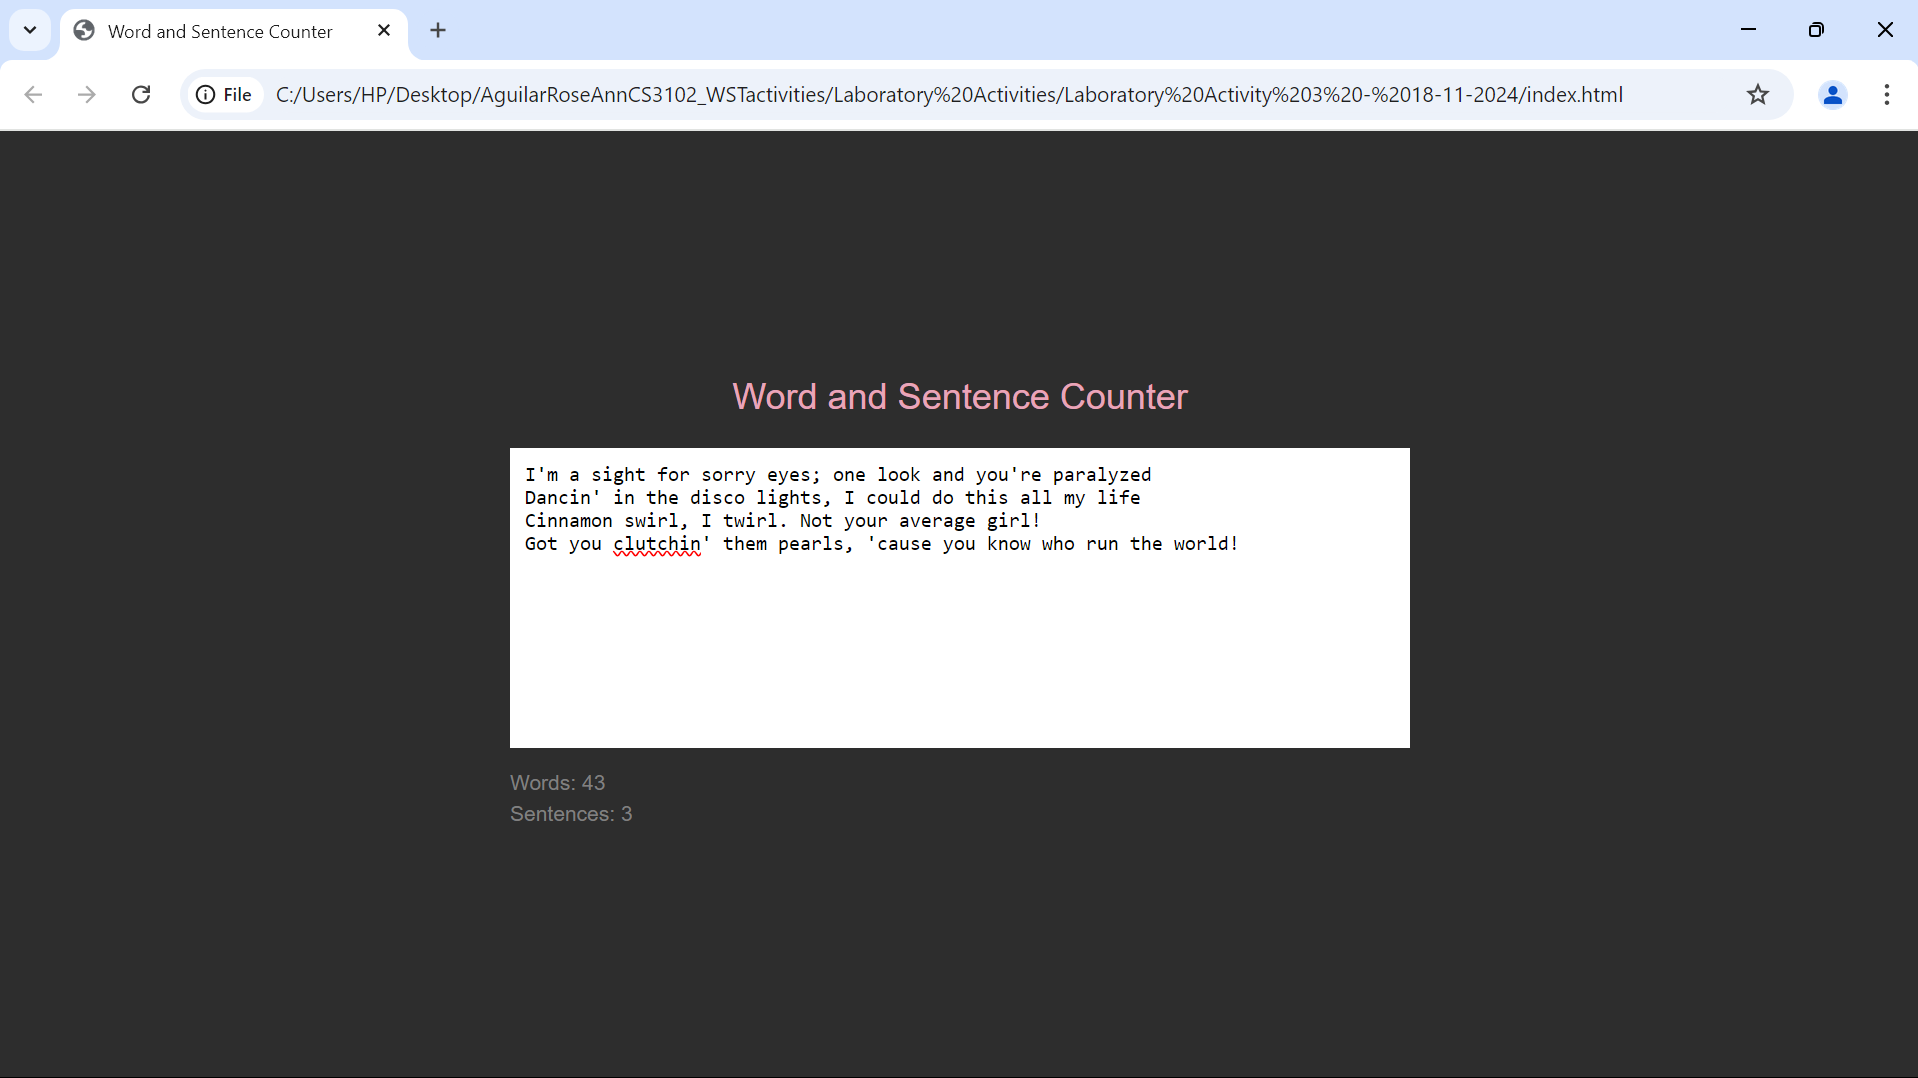 Word and Sentence Counter
File C:/Users/HP/Desktop/AguilarRoseAnnCS3102_WSTactivities/Laboratory%20Activities/Laboratory%20Activity%203%20-%2018-11-2024/index.html
Word and Sentence Counter
I'm a sight for sorry eyes; one look and you're paralyzed
Dancin' in the disco lights, I could do this all my life
Cinnamon swirl, I twirl. Not your average girl!
Got you clutchin' them pearls, 'cause you know who run the world!
Words: 43
Sentences: 3